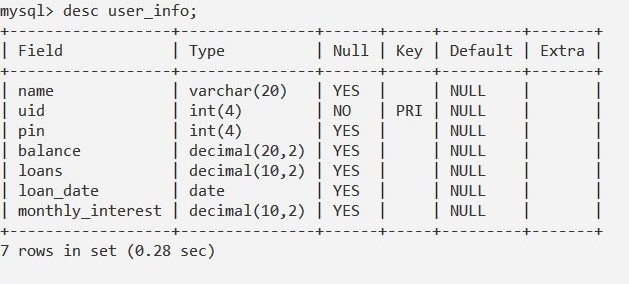 mysql> desc user_info;
+------------------+---------------+------+-----+---------+-------+
| Field            | Type          | Null | Key | Default | Extra |
+------------------+---------------+------+-----+---------+-------+
| name             | varchar(20)   | YES  |     | NULL    |       |
| uid              | int(4)        | NO   | PRI | NULL    |       |
| pin              | int(4)        | YES  |     | NULL    |       |
| balance          | decimal(20,2) | YES  |     | NULL    |       |
| loans            | decimal(10,2) | YES  |     | NULL    |       |
| loan_date        | date          | YES  |     | NULL    |       |
| monthly_interest | decimal(10,2) | YES  |     | NULL    |       |
+------------------+---------------+------+-----+---------+-------+
7 rows in set (0.28 sec)